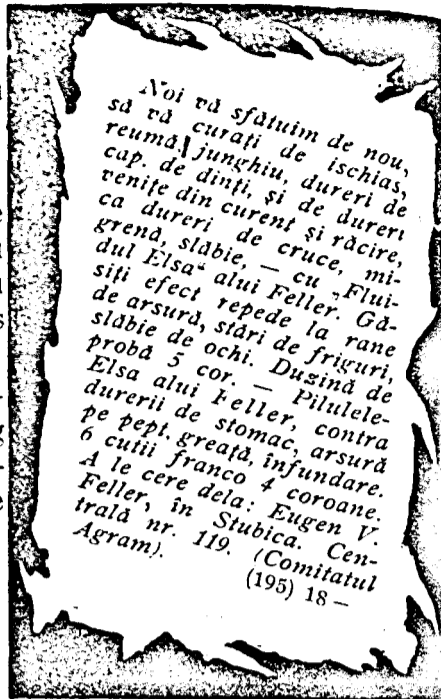 Noi vă sfătuim de nou,
să vă curați de ischias,
reumă, junghiu, dureri de
cap. de dinți, și de dureri
venițe din curent și răcire,
ca dureri de cruce, mi-
grenă, slăbie, — cu „Flui-
dul Elsa“ alui Feller. Gă-
siți efect repede la rane
de arsură, stări de friguri,
slăbie de ochi. Duzină de
probă 5 cor. — Pilulele-
Elsa alui Feller, contra
durerii de stomac, arsură
pe pept. greață, înfundare.
6 cutii franco 4 coroane.
A le cere dela: Eugen V.
Feller, în Stubica. Cen-
trală nr. 119. (Comitatul
Agram).
(195) 18—